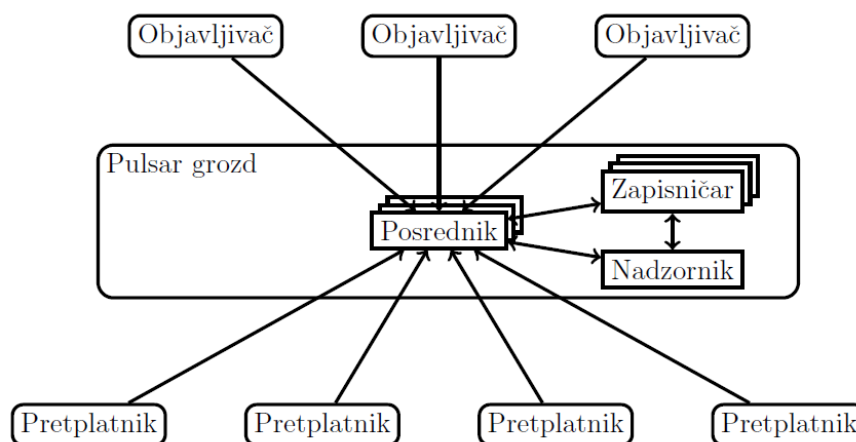 Objavljivač
Objavljivač
Objavljivač
Pulsar grozd
Zapisničar
Posrednik
Nadzornik
Pretplatnik
Pretplatnik
Pretplatnik
Pretplatnik